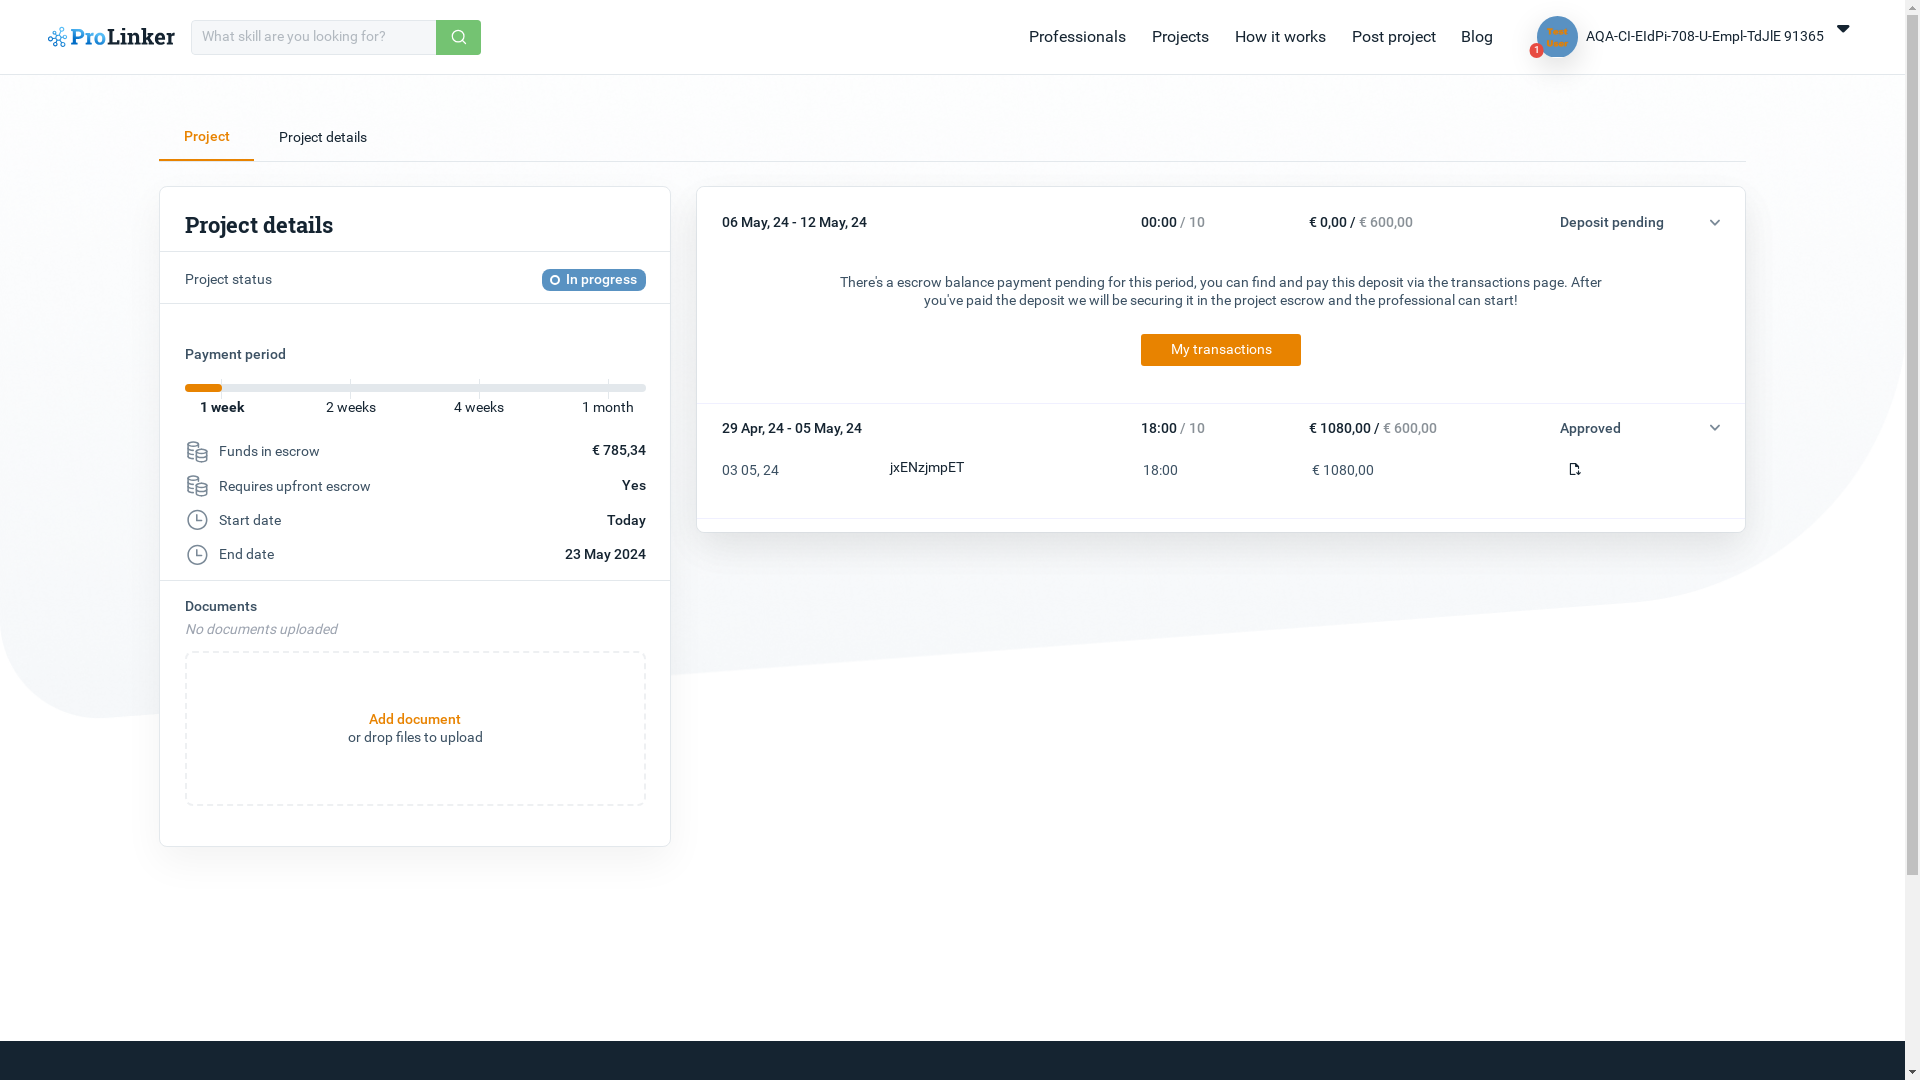 ProLinker
What skill are you looking for?
Professionals
Projects
How it works
Post project
Blog
Test
User
1
AQA-CI-EIdPi-708-U-Empl-TdJlE 91365
Project
Project details
Project details
Project status
In progress
Payment period
1 week
2 weeks
4 weeks
1 month
Funds in escrow
€ 785,34
Requires upfront escrow
Yes
Start date
Today
End date
23 May 2024
Documents
No documents uploaded
Add document
or drop files to upload
06 May, 24 - 12 May, 24
00:00 / 10
€ 0,00 / € 600,00
Deposit pending
There's a escrow balance payment pending for this period, you can find and pay this deposit via the transactions page. After
you've paid the deposit we will be securing it in the project escrow and the professional can start!
My transactions
29 Apr, 24 - 05 May, 24
18:00 / 10
€ 1080,00 / € 600,00
Approved
03 05, 24
jxENzjmpET
18:00
€ 1080,00